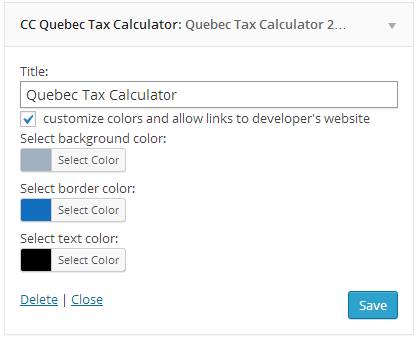 CC Quebec Tax Calculator: Quebec Tax Calculator 2...
Title:
Quebec Tax Calculator
customize colors and allow links to developer's website
Select background color:
Select Color
Select border color:
Select Color
Select text color:
Select Color
Delete | Close
Save